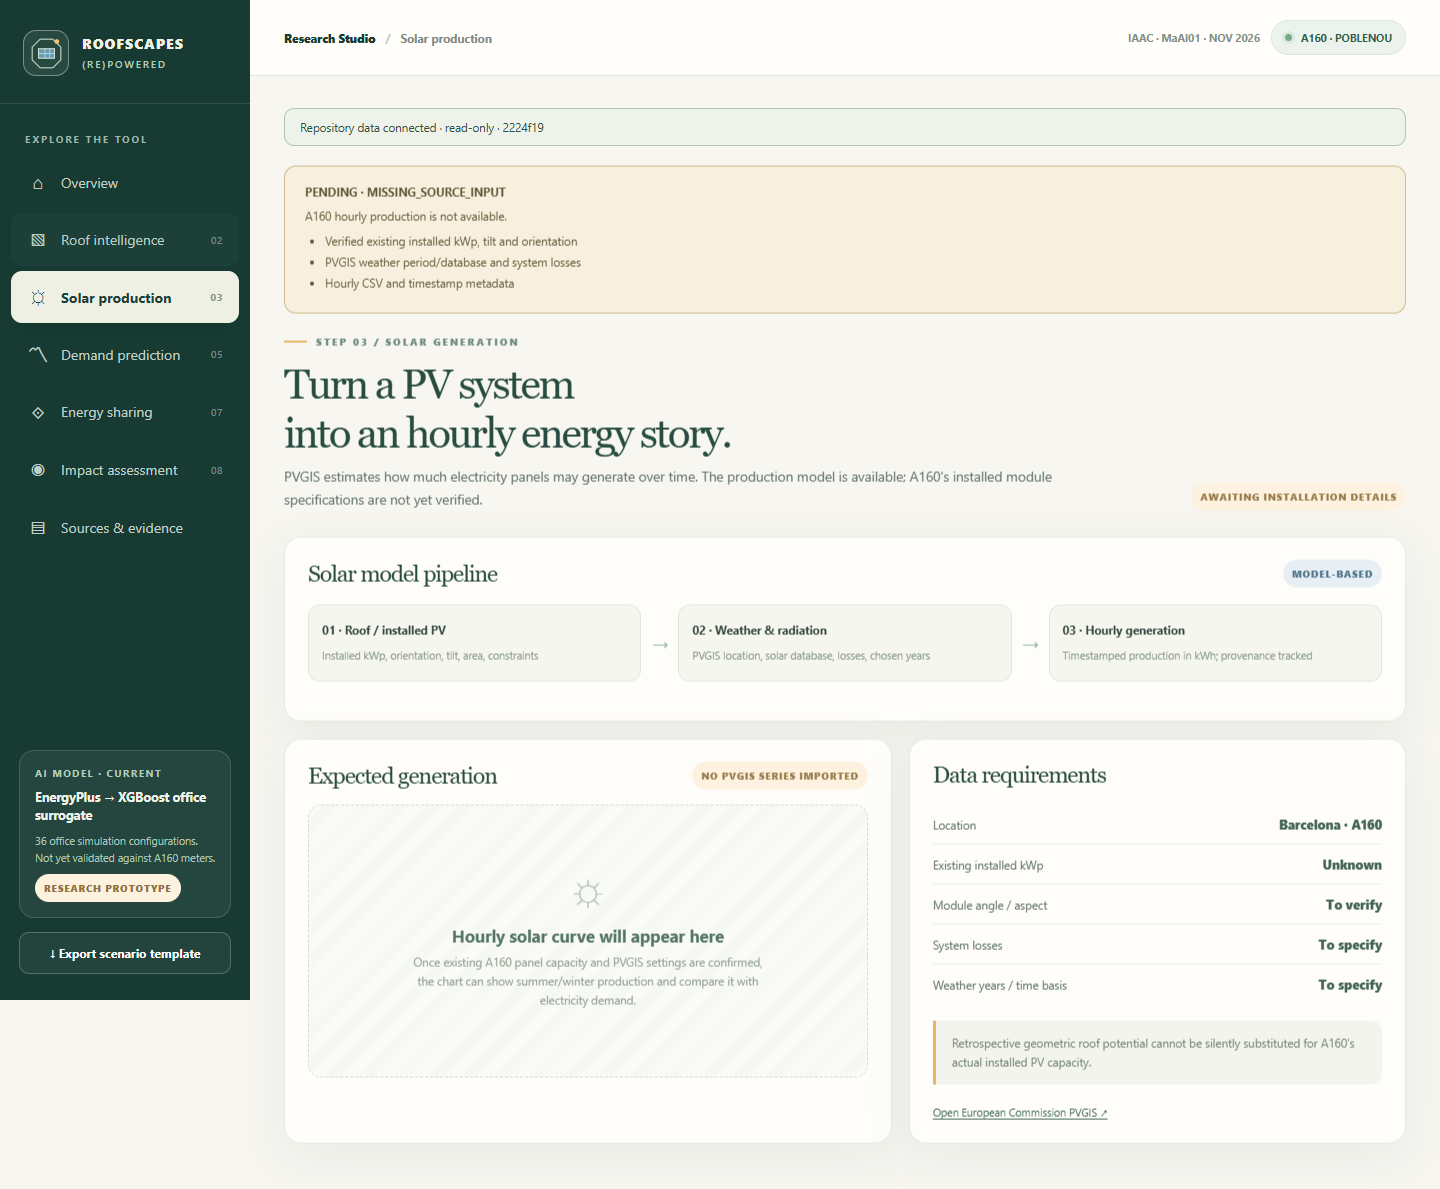 ROOFSCAPES
(RE)POWERED
EXPLORE THE TOOL
Overview
Roof intelligence 02
Solar production 03
Demand prediction 05
Energy sharing 07
Impact assessment 08
Sources & evidence
AI MODEL · CURRENT
EnergyPlus → XGBoost office
surrogate
36 office simulation configurations.
Not yet validated against A160 meters.
RESEARCH PROTOTYPE
↓ Export scenario template
Research Studio / Solar production
IAAC · MaAI01 · NOV 2026
A160 · POBLENOU
Repository data connected · read-only · 2224f19
PENDING · MISSING_SOURCE_INPUT
A160 hourly production is not available.
• Verified existing installed kWp, tilt and orientation
• PVGIS weather period/database and system losses
• Hourly CSV and timestamp metadata
STEP 03 / SOLAR GENERATION
Turn a PV system
into an hourly energy story.
PVGIS estimates how much electricity panels may generate over time. The production model is available; A160's installed module
specifications are not yet verified.
AWAITING INSTALLATION DETAILS
Solar model pipeline
MODEL-BASED
01 · Roof / installed PV
Installed kWp, orientation, tilt, area, constraints
→
02 · Weather & radiation
PVGIS location, solar database, losses, chosen years
→
03 · Hourly generation
Timestamped production in kWh; provenance tracked
Expected generation
NO PVGIS SERIES IMPORTED
Hourly solar curve will appear here
Once existing A160 panel capacity and PVGIS settings are confirmed,
the chart can show summer/winter production and compare it with
electricity demand.
Data requirements
Location Barcelona · A160
Existing installed kWp Unknown
Module angle / aspect To verify
System losses To specify
Weather years / time basis To specify
Retrospective geometric roof potential cannot be silently substituted for A160's
actual installed PV capacity.
Open European Commission PVGIS ↗